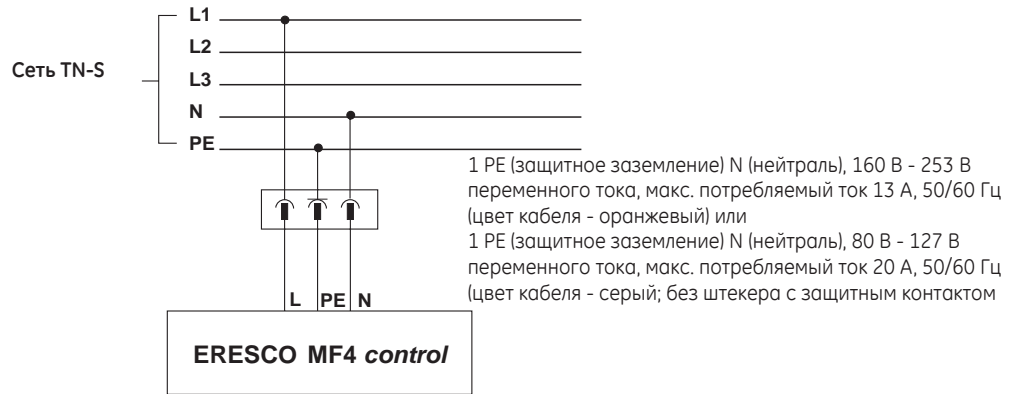 L1
L2
Сеть TN-S
L3
N
PE
1 PE (защитное заземление) N (нейтраль), 160 В - 253 В
переменного тока, макс. потребляемый ток 13 А, 50/60 Гц
(цвет кабеля - оранжевый) или
1 PE (защитное заземление) N (нейтраль), 80 В - 127 В
переменного тока, макс. потребляемый ток 20 А, 50/60 Гц
(цвет кабеля - серый; без штекера с защитным контактом
L PE N
ERESCO MF4 control